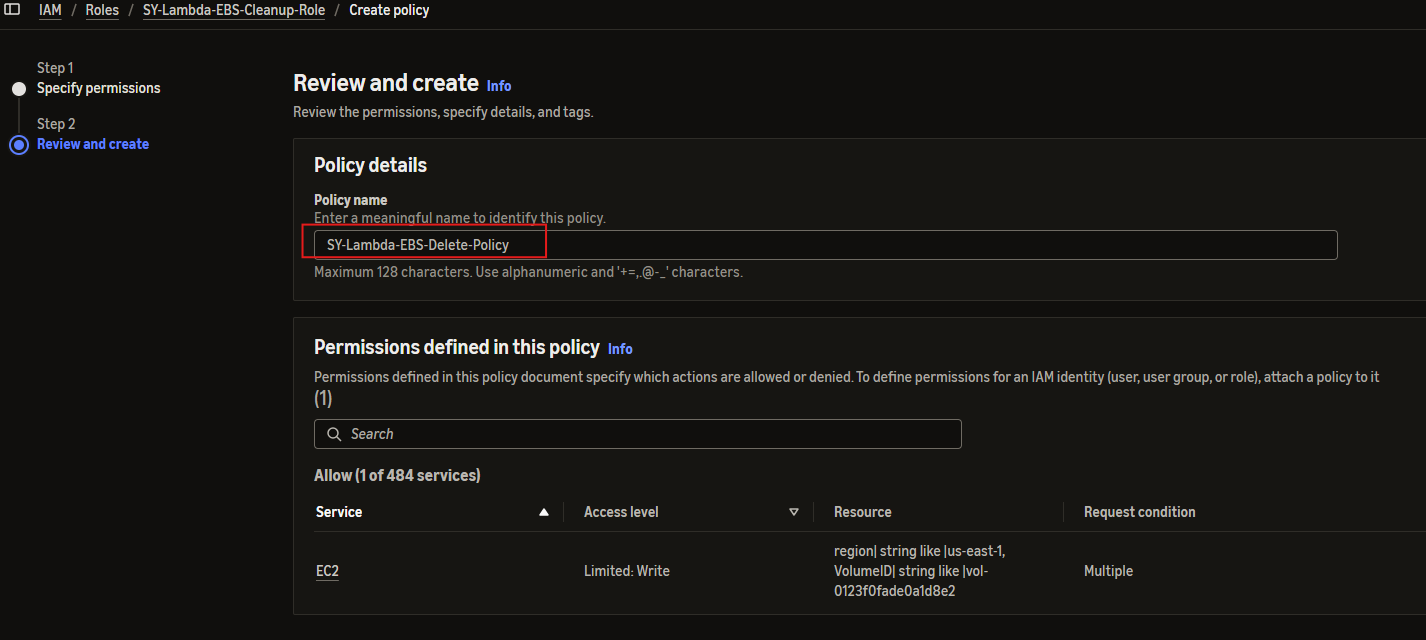 IAM / Roles / SY-Lambda-EBS-Cleanup-Role / Create policy
Step 1
Specify permissions
Step 2
Review and create
Review and create Info
Review the permissions, specify details, and tags.
Policy details
Policy name
Enter a meaningful name to identify this policy.
SY-Lambda-EBS-Delete-Policy
Maximum 128 characters. Use alphanumeric and '+=,.@-_' characters.
Permissions defined in this policy Info
Permissions defined in this policy document specify which actions are allowed or denied. To define permissions for an IAM identity (user, user group, or role), attach a policy to it
(1)
Search
Allow (1 of 484 services)
Service Access level Resource Request condition
EC2 Limited: Write region| string like |us-east-1, Multiple
VolumeID| string like |vol-
0123f0fade0a1d8e2